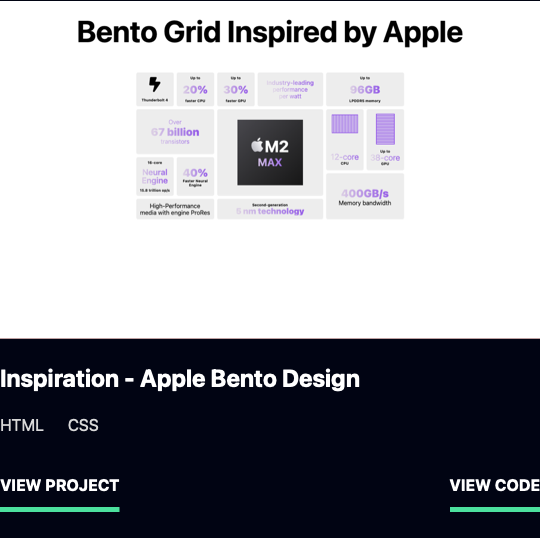 Bento Grid Inspired by Apple
Thunderbolt 4
Up to
20%
faster CPU
Up to
30%
faster GPU
Industry-leading
performance
per watt
Up to
96GB
LPDDR5 memory
Over
67 billion
transistors
M2
MAX
12-core
CPU
Up to
38-core
GPU
16-core
Neural
Engine
15.8 trillion op/s
40%
Faster Neural
Engine
400GB/s
Memory bandwidth
High-Performance
media with engine ProRes
Second-generation
5 nm technology
Inspiration - Apple Bento Design
HTML CSS
VIEW PROJECT
VIEW CODE